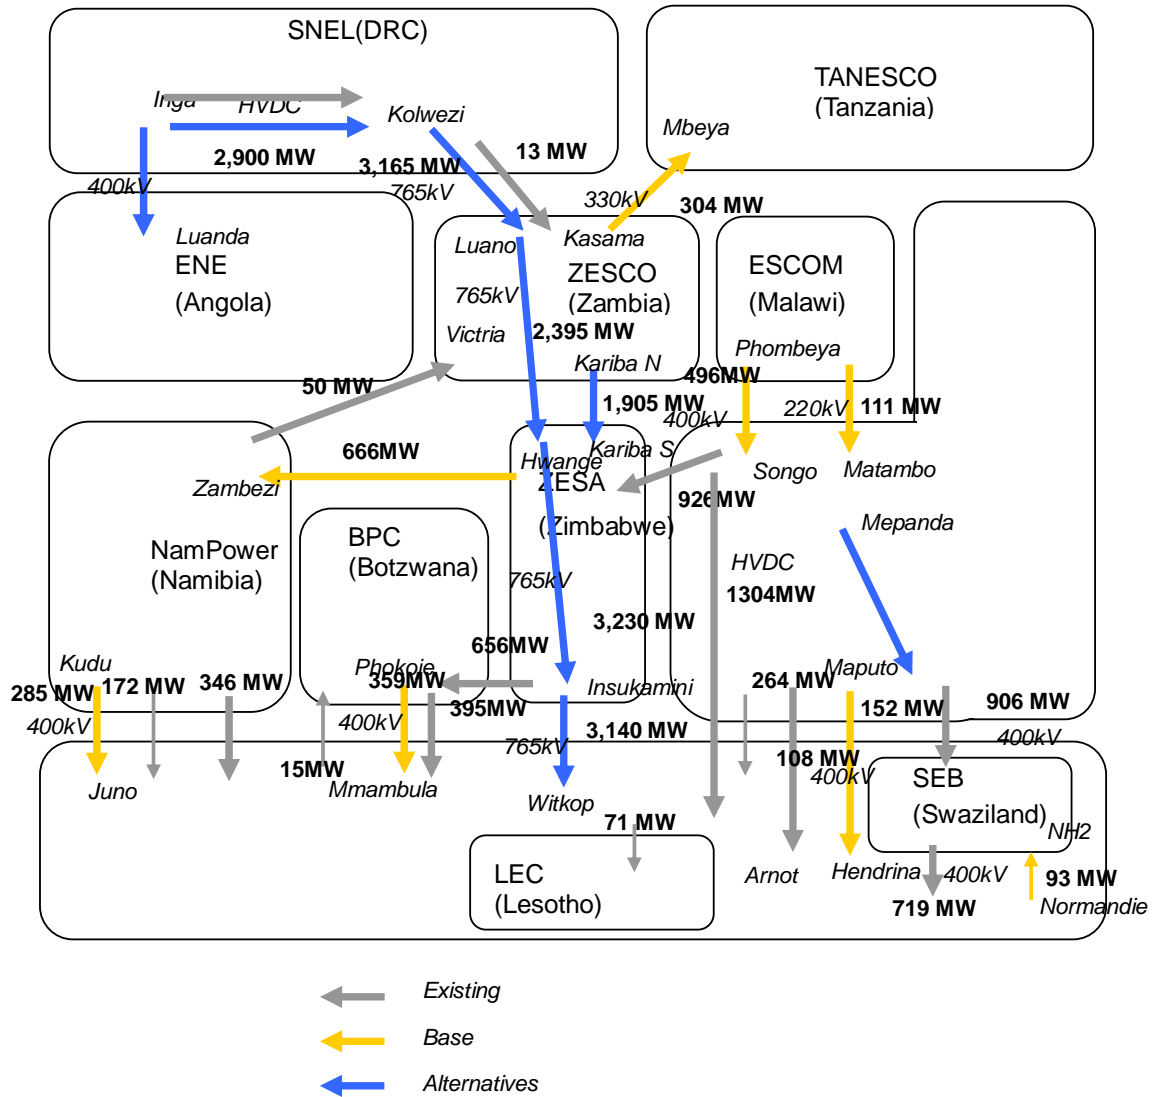 SNEL(DRC)
TANESCO
(Tanzania)
Inga
HVDC
Kolwezi
Mbeya
13 MW
2,900 MW
3,165 MW
400kV
765kV
330kV
304 MW
Luanda
ENE
(Angola)
Luano
Kasama
ZESCO
(Zambia)
ESCOM
(Malawi)
765kV
Victria
2,395 MW
Kariba N
Phombeya
50 MW
496MW
1,905 MW
400kV
220kV
111 MW
666MW
Hwange
Kariba S
Songo
Matambo
Zambezi
ZESA
(Zimbabwe)
926MW
Mepanda
NamPower
(Namibia)
BPC
(Botzwana)
765kV
HVDC
1304MW
3,230 MW
656MW
Kudu
Phokoje
Maputo
285 MW
172 MW
346 MW
359MW
395MW
Insukamini
264 MW
152 MW
906 MW
400kV
400kV
765kV
3,140 MW
400kV
15MW
108 MW
400kV
Juno
Mmambula
Witkop
SEB
(Swaziland)
71 MW
NH2
LEC
(Lesotho)
Arnot
Hendrina
400kV
93 MW
719 MW
Normandie
Existing
Base
Alternatives